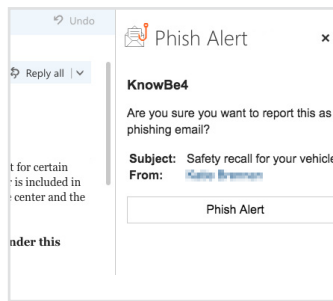 Undo
Reply all
t for certain
is included in
center and the
nder this
Phish Alert
×
KnowBe4
Are you sure you want to report this as
phishing email?
Subject: Safety recall for your vehicle
From:
Phish Alert